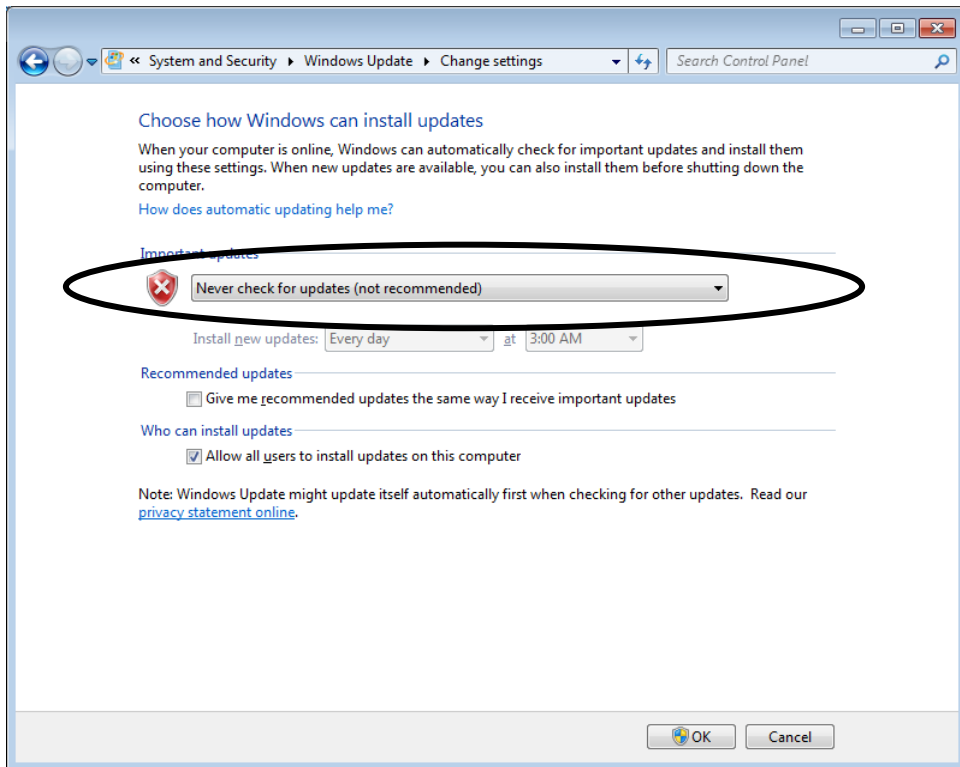 « System and Security ▸ Windows Update ▸ Change settings
Search Control Panel
Choose how Windows can install updates
When your computer is online, Windows can automatically check for important updates and install them
using these settings. When new updates are available, you can also install them before shutting down the
computer.
How does automatic updating help me?
Important updates
Never check for updates (not recommended)
Install new updates: Every day at 3:00 AM
Recommended updates
Give me recommended updates the same way I receive important updates
Who can install updates
Allow all users to install updates on this computer
Note: Windows Update might update itself automatically first when checking for other updates. Read our
privacy statement online.
OK Cancel